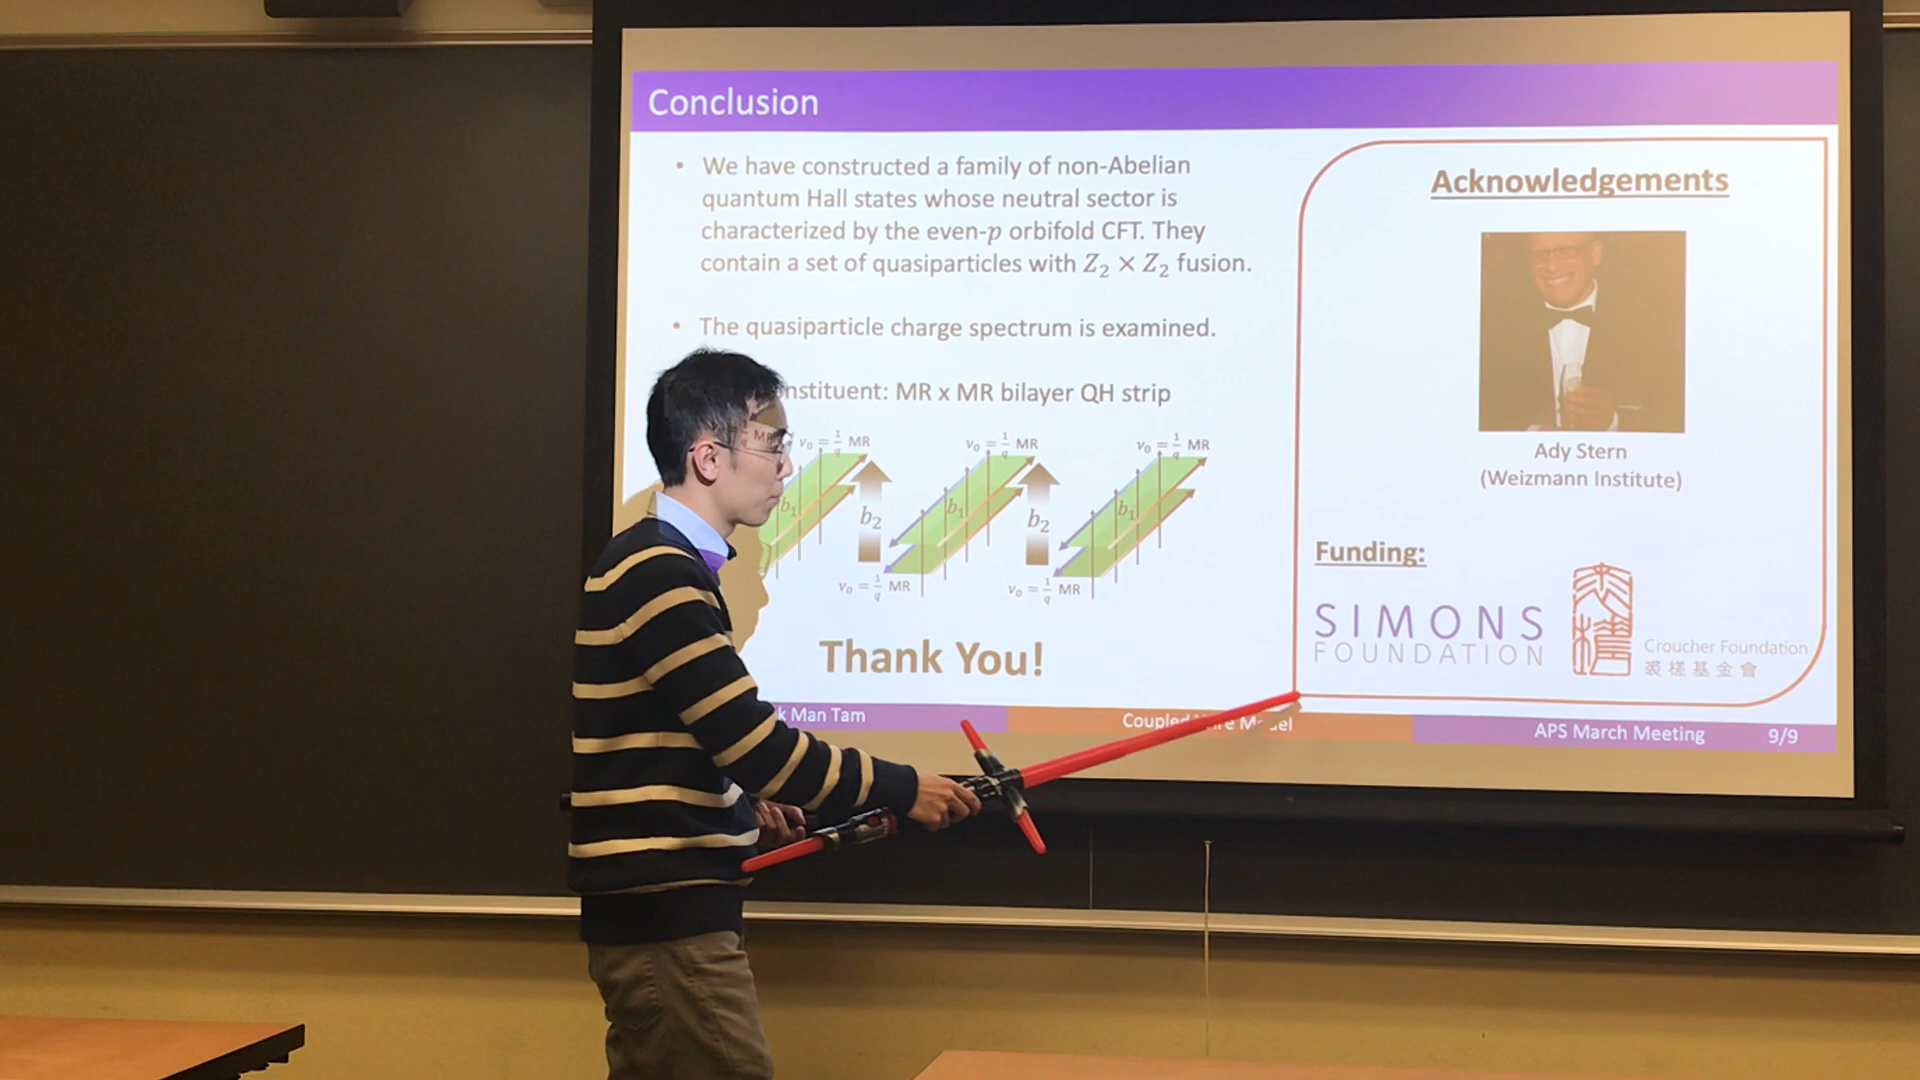 Conclusion
• We have constructed a family of non-Abelian
quantum Hall states whose neutral sector is
characterized by the even-p orbifold CFT. They
contain a set of quasiparticles with Z₂ × Z₂ fusion.
• The quasiparticle charge spectrum is examined.
nstituent: MR x MR bilayer QH strip
MR
ν₀ = 1/q MR
ν₀ = 1/q MR
ν₀ = 1/q MR
b₁
b₂
b₁
b₂
b₁
ν₀ = 1/q MR
ν₀ = 1/q MR
Thank You!
Acknowledgements
Ady Stern
(Weizmann Institute)
Funding:
SIMONS
FOUNDATION
Croucher Foundation
裘槎基金會
k Man Tam
Coupled Wire Model
APS March Meeting
9/9